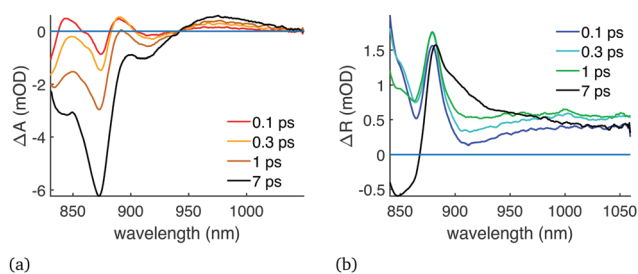 0
-2
-4
-6
ΔA (mOD)
0.1 ps
0.3 ps
1 ps
7 ps
850 900 950 1000
wavelength (nm)
(a)
1.5
1
0.5
0
-0.5
ΔR (mOD)
0.1 ps
0.3 ps
1 ps
7 ps
850 900 950 1000 1050
wavelength (nm)
(b)